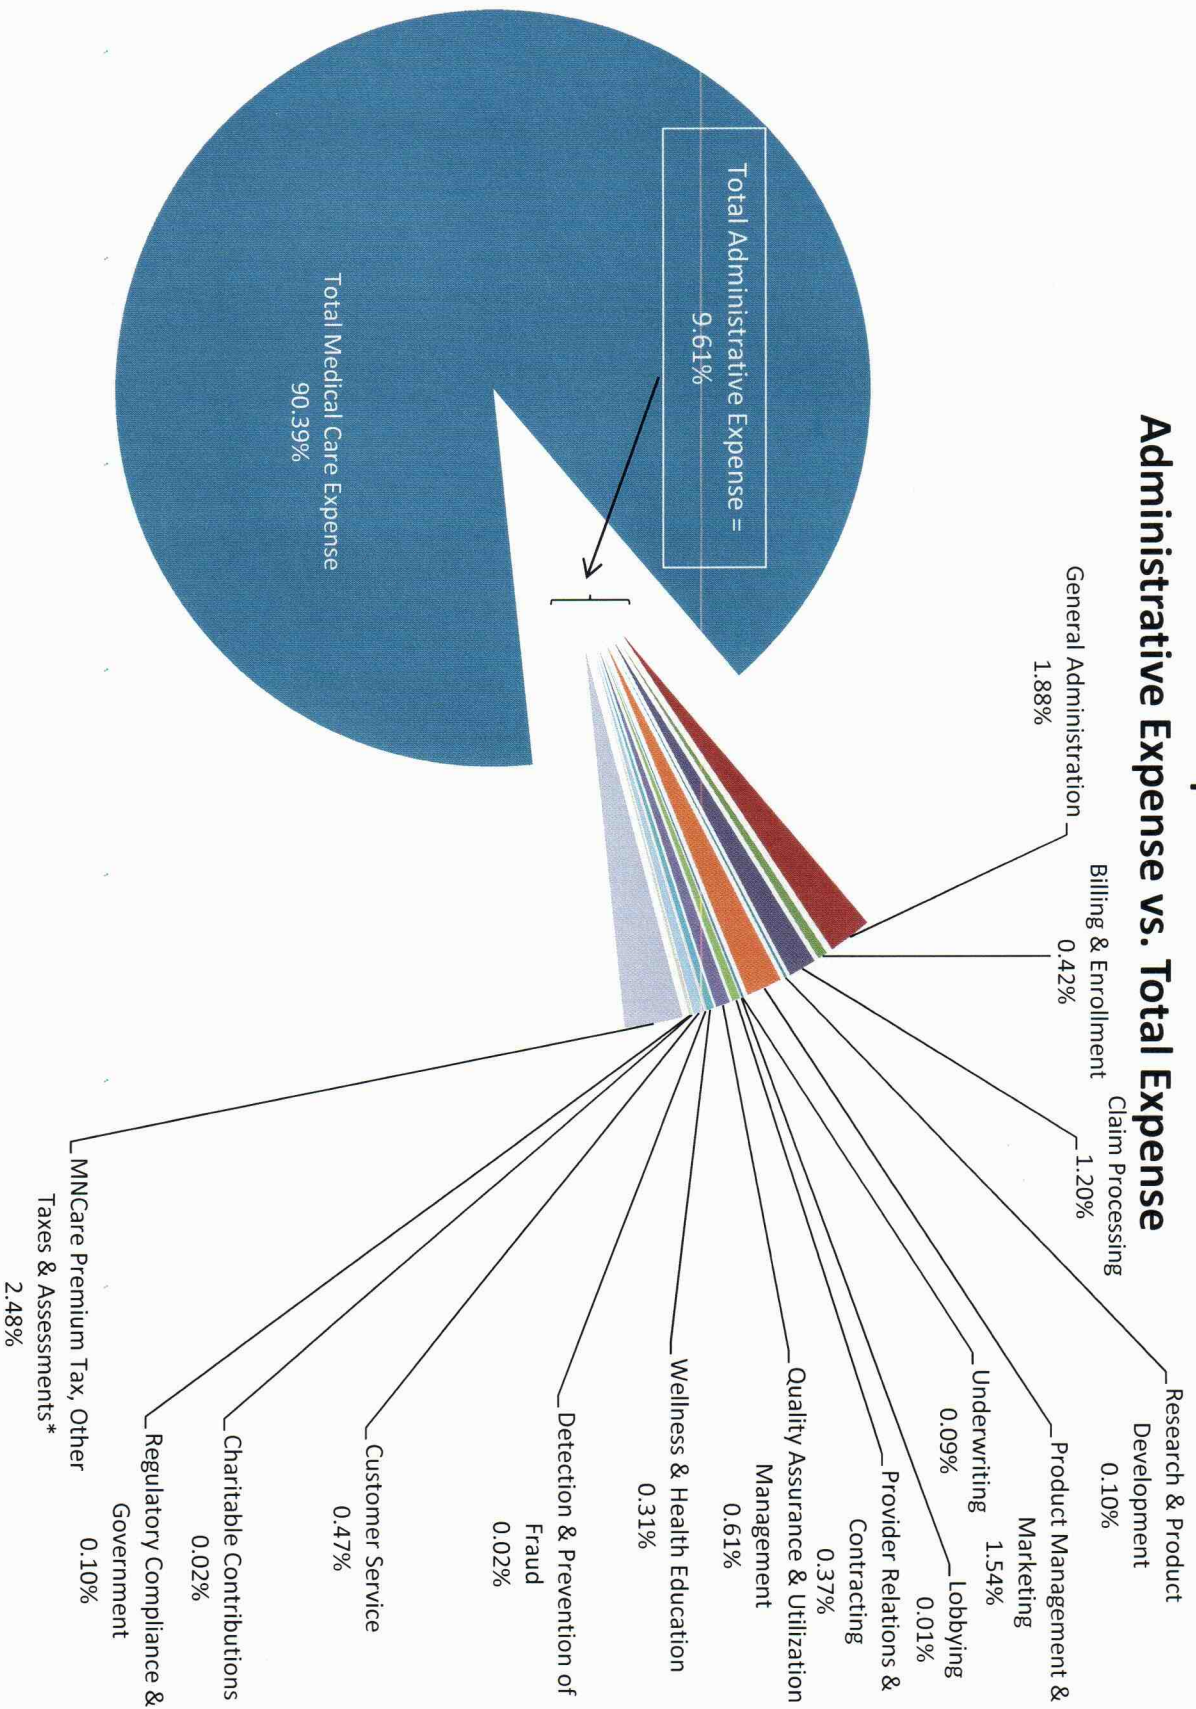 Administrative Expense vs. Total Expense
General Administration
1.88%
Billing & Enrollment
0.42%
Claim Processing
1.20%
Research & Product
Development
0.10%
Product Management &
Marketing
1.54%
Underwriting
0.09%
Lobbying
0.01%
Provider Relations &
Contracting
0.37%
Quality Assurance & Utilization
Management
0.61%
Wellness & Health Education
0.31%
Detection & Prevention of
Fraud
0.02%
Customer Service
0.47%
Charitable Contributions
0.02%
Regulatory Compliance &
Government
0.10%
MNCare Premium Tax, Other
Taxes & Assessments*
2.48%
Total Administrative Expense =
9.61%
Total Medical Care Expense
90.39%